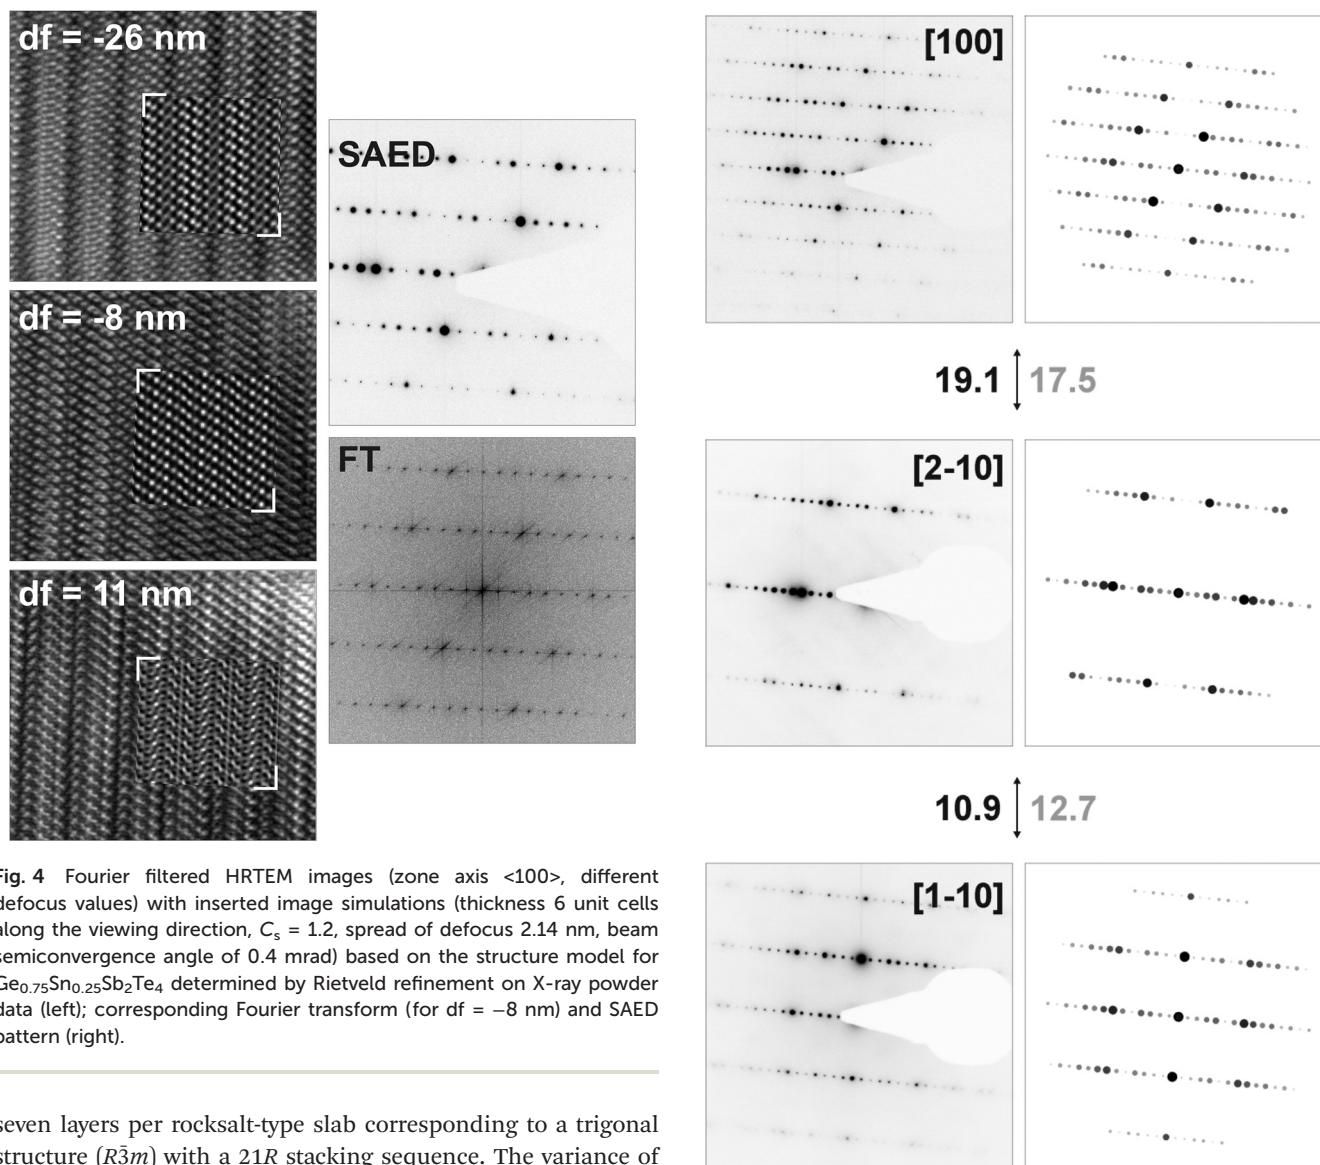 df = -26 nm
df = -8 nm
df = 11 nm
SAED
FT
Fig. 4 Fourier filtered HRTEM images (zone axis <100>, different
defocus values) with inserted image simulations (thickness 6 unit cells
along the viewing direction, Cs = 1.2, spread of defocus 2.14 nm, beam
semiconvergence angle of 0.4 mrad) based on the structure model for
Ge0.75Sn0.25Sb2Te4 determined by Rietveld refinement on X-ray powder
data (left); corresponding Fourier transform (for df = −8 nm) and SAED
pattern (right).
seven layers per rocksalt-type slab corresponding to a trigonal
structure (R3̄m) with a 21R stacking sequence. The variance of
[100]
19.1 17.5
[2-10]
10.9 12.7
[1-10]